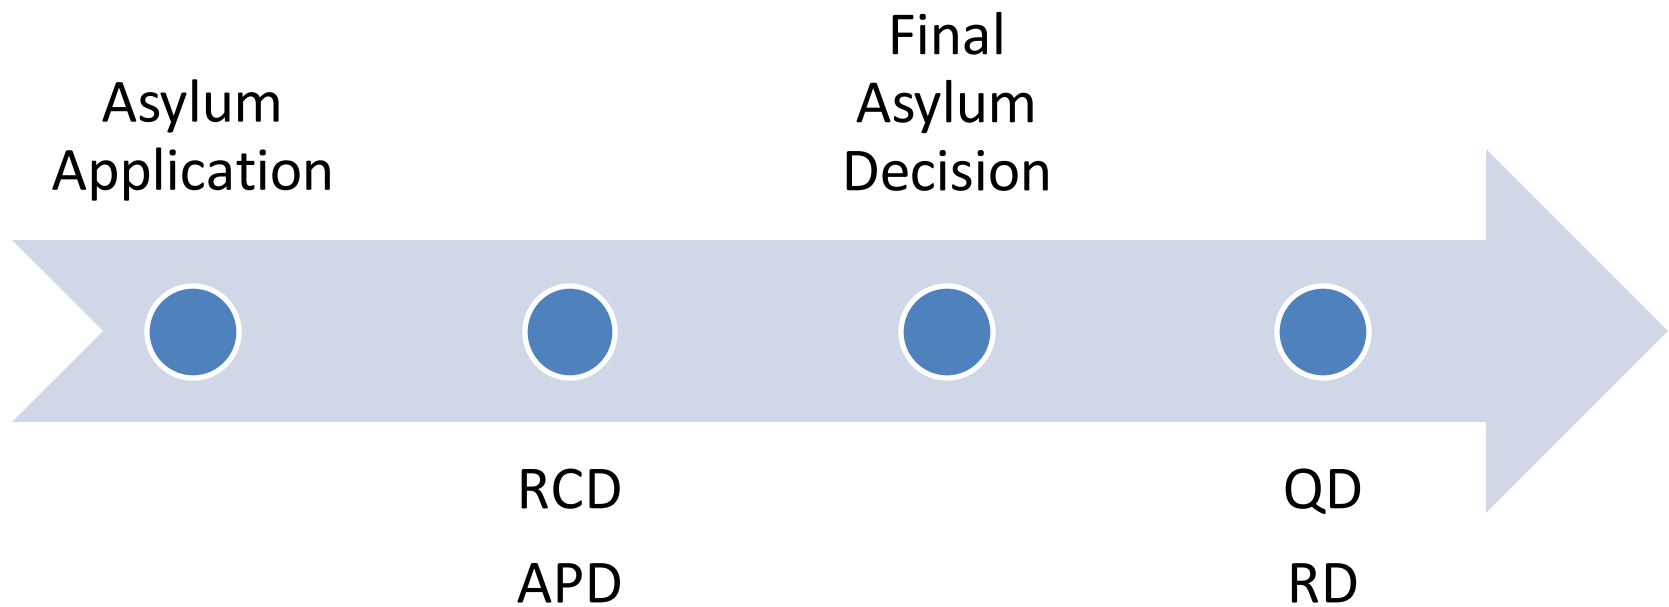 Asylum
Application
Final
Asylum
Decision
RCD
APD
QD
RD